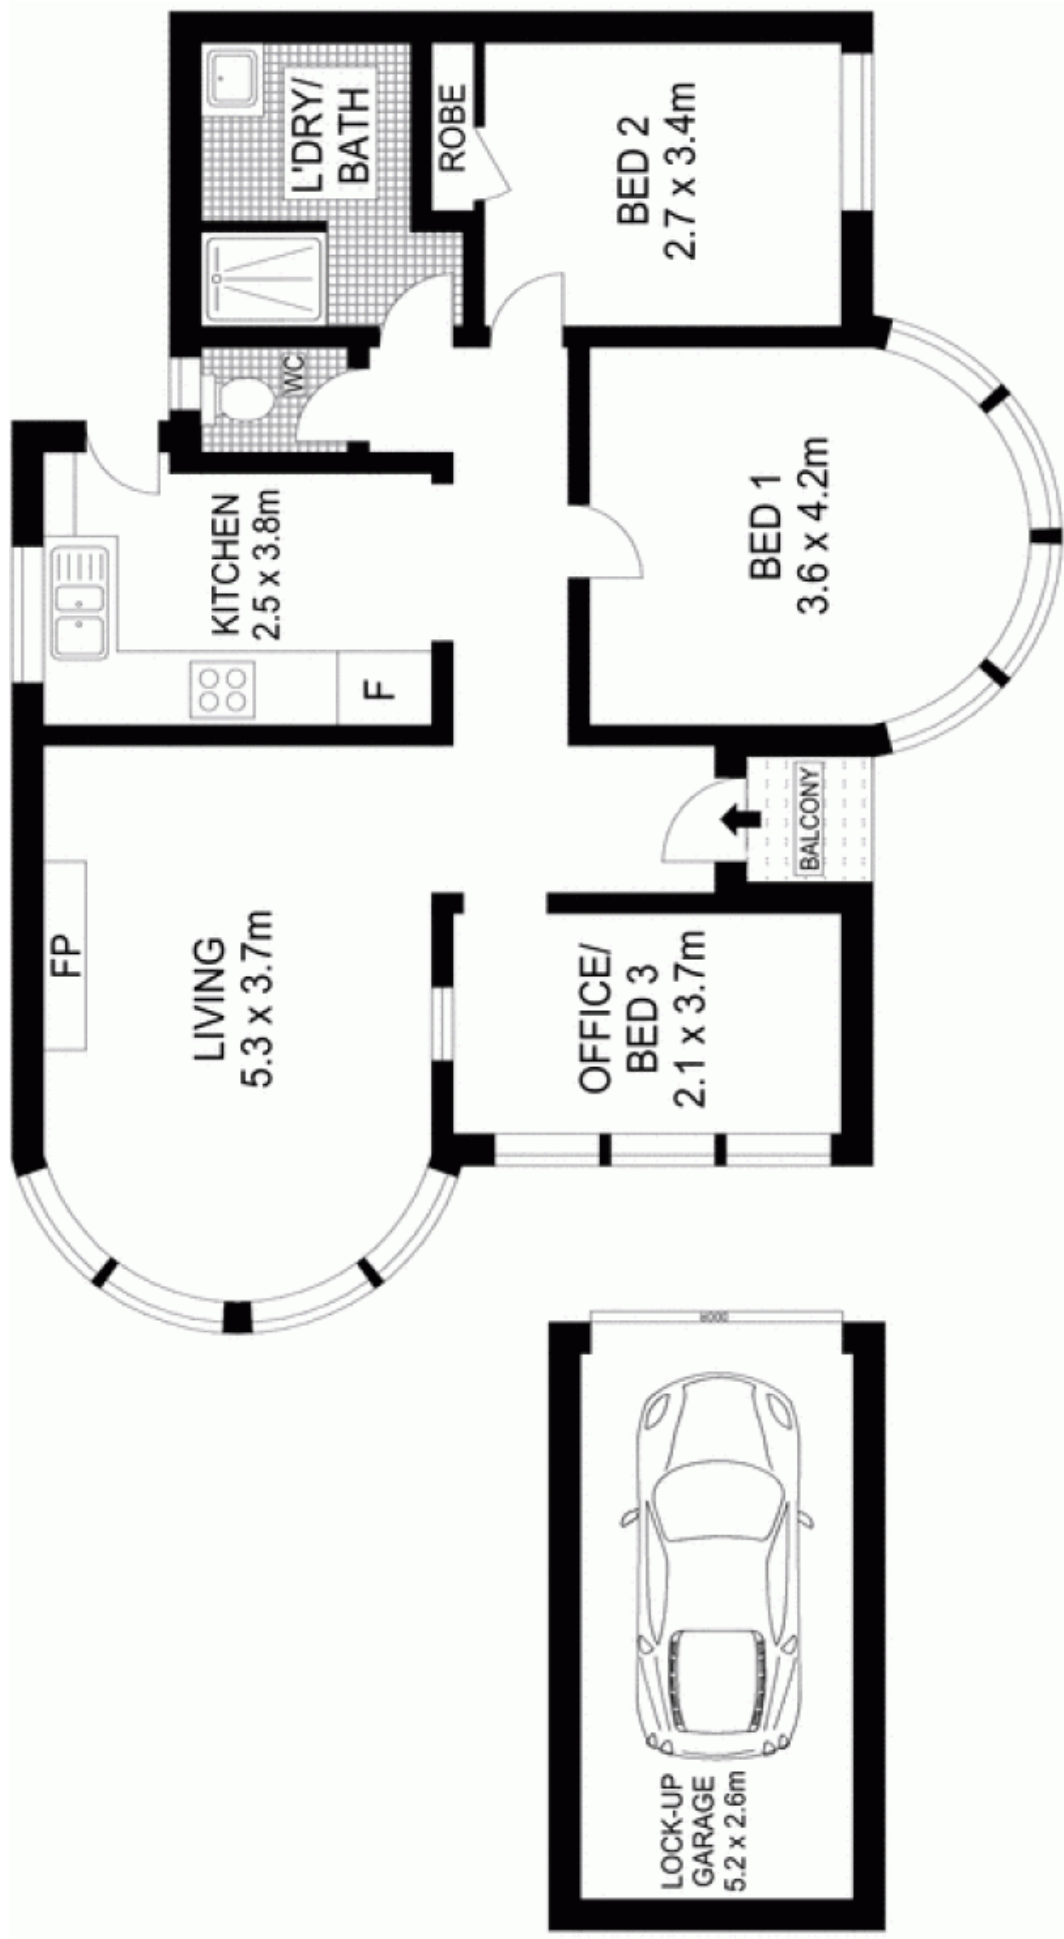 L'DRY/
BATH
ROBE
BED 2
2.7 x 3.4m
WC
KITCHEN
2.5 x 3.8m
F
BED 1
3.6 x 4.2m
BALCONY
FP
LIVING
5.3 x 3.7m
OFFICE/
BED 3
2.1 x 3.7m
DOOR
LOCK-UP
GARAGE
5.2 x 2.6m